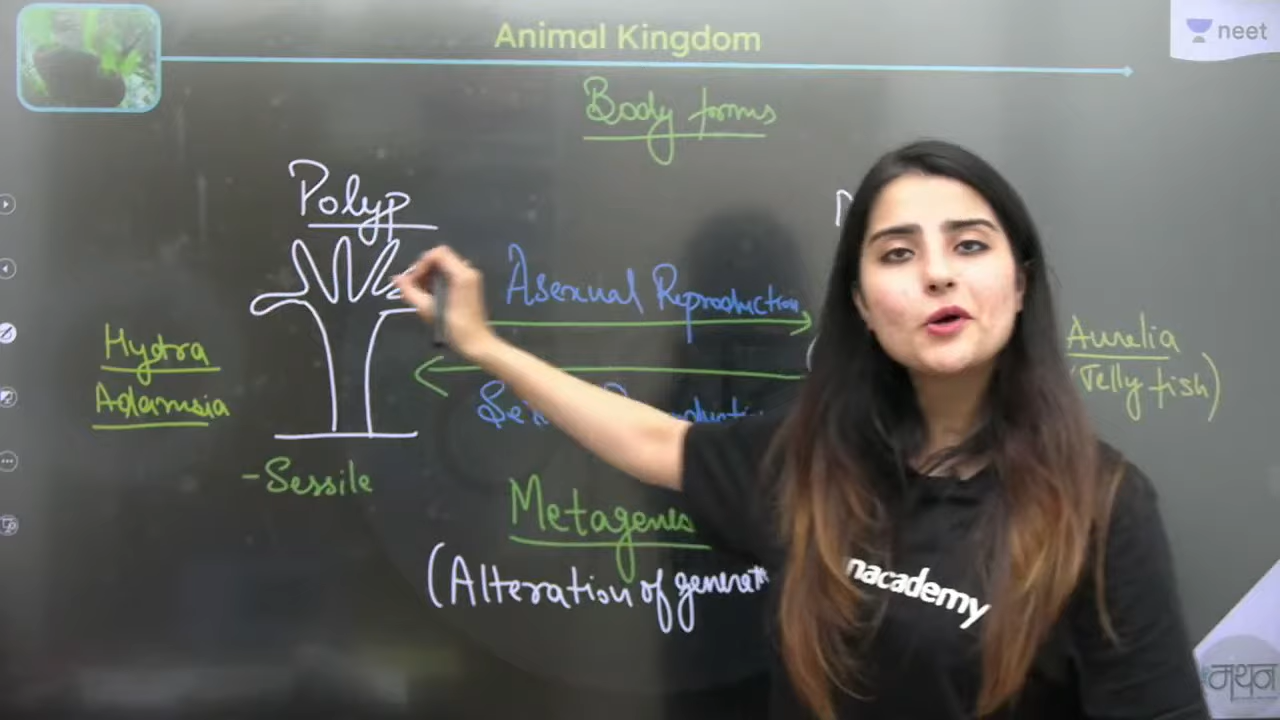 Animal Kingdom
neet
Body forms
Polyp
Asexual Reproduction
Hydra
Adamsia
Aurelia
(Jelly fish)
-Sessile
Metagenes
(Alteration of generatn
nacademy
मंथन